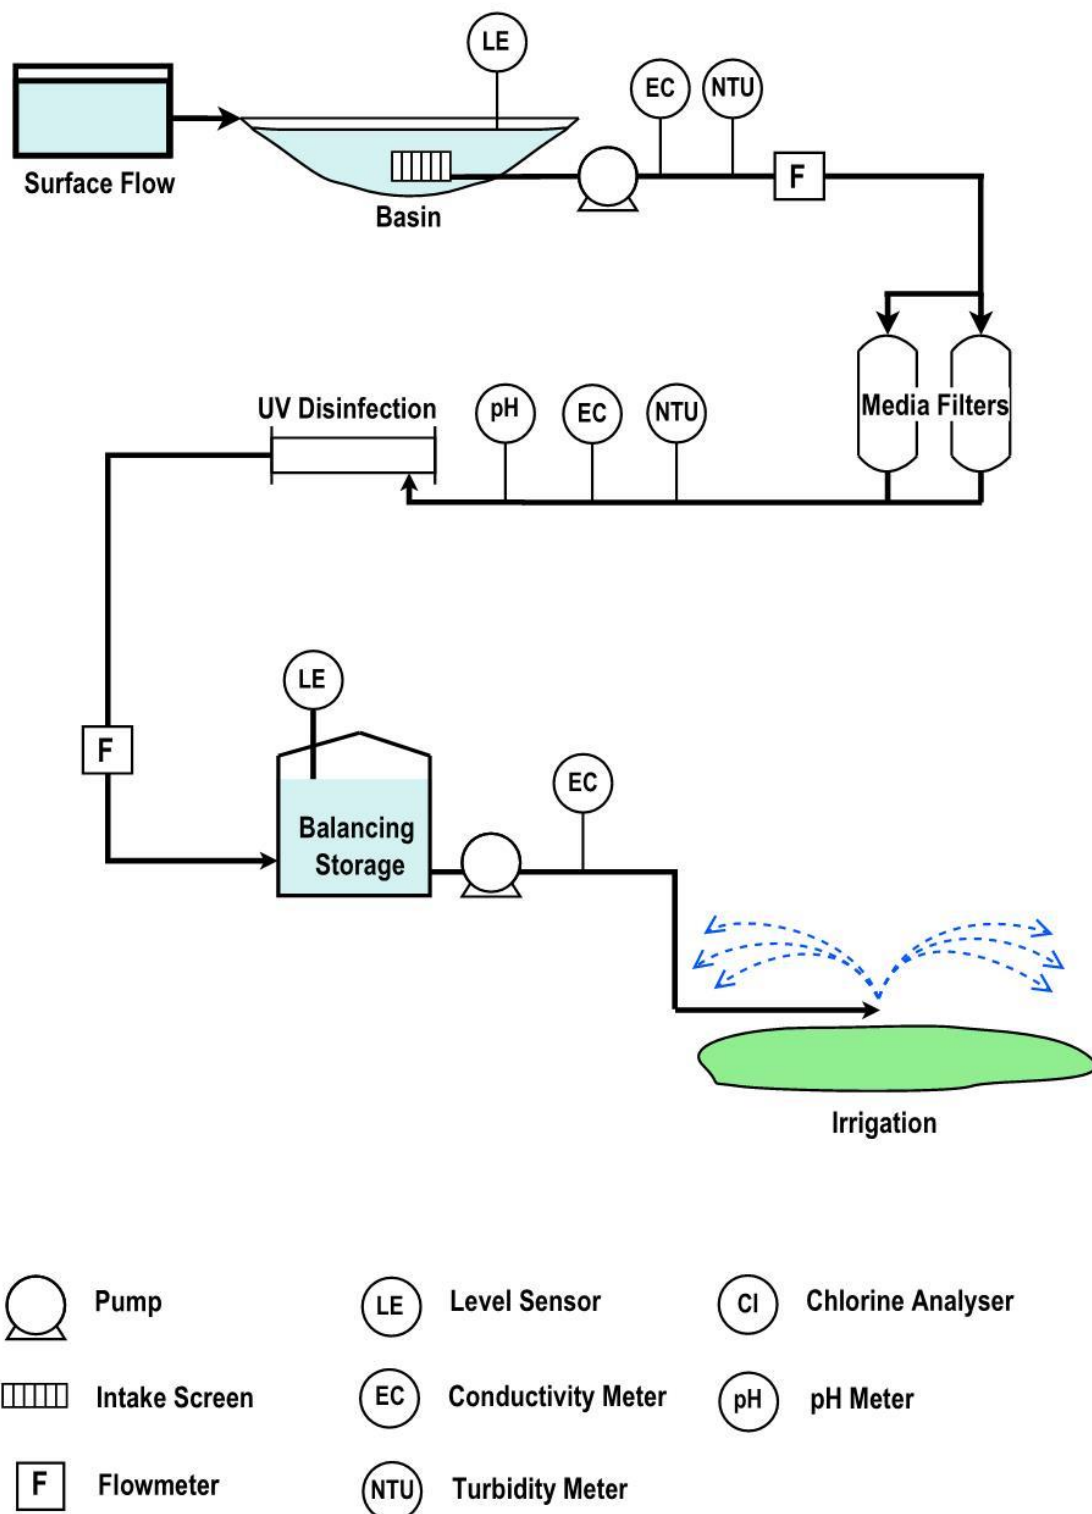 LE
EC
NTU
F
Surface Flow
Basin
UV Disinfection
pH
EC
NTU
Media Filters
LE
F
Balancing
Storage
EC
Irrigation
Pump
LE
Level Sensor
Cl
Chlorine Analyser
Intake Screen
EC
Conductivity Meter
pH
pH Meter
F
Flowmeter
NTU
Turbidity Meter